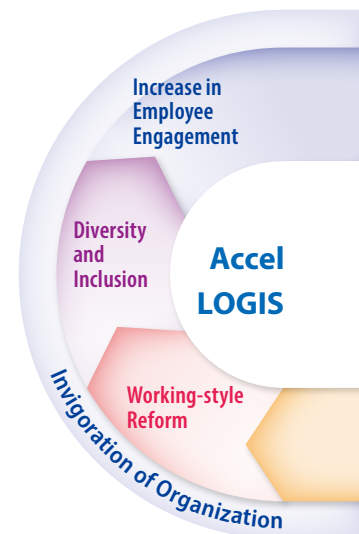 Increase in
Employee
Engagement
Diversity
and
Inclusion
Accel
LOGIS
Working-style
Reform
Invigoration of Organization